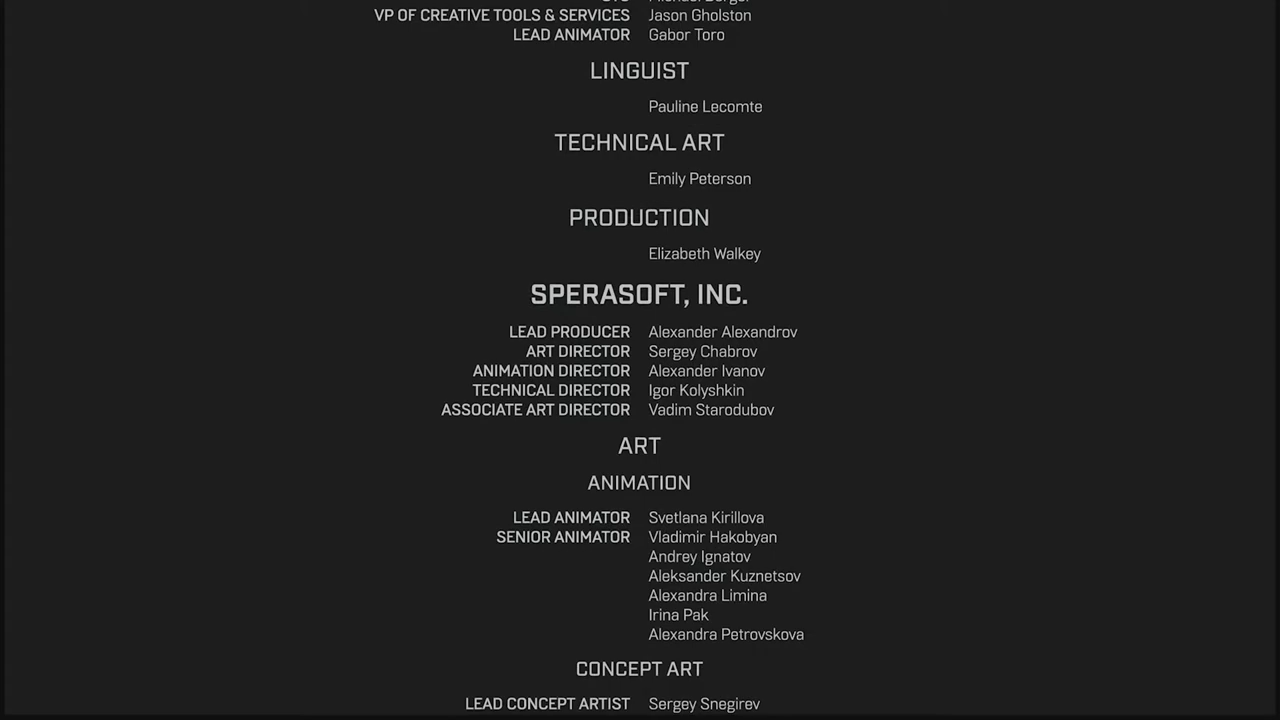 VP OF CREATIVE TOOLS & SERVICES Jason Gholston
LEAD ANIMATOR Gabor Toro
LINGUIST
Pauline Lecomte
TECHNICAL ART
Emily Peterson
PRODUCTION
Elizabeth Walkey
SPERASOFT, INC.
LEAD PRODUCER Alexander Alexandrov
ART DIRECTOR Sergey Chabrov
ANIMATION DIRECTOR Alexander Ivanov
TECHNICAL DIRECTOR Igor Kolyshkin
ASSOCIATE ART DIRECTOR Vadim Starodubov
ART
ANIMATION
LEAD ANIMATOR Svetlana Kirillova
SENIOR ANIMATOR Vladimir Hakobyan
Andrey Ignatov
Aleksander Kuznetsov
Alexandra Limina
Irina Pak
Alexandra Petrovskova
CONCEPT ART
LEAD CONCEPT ARTIST Sergey Snegirev